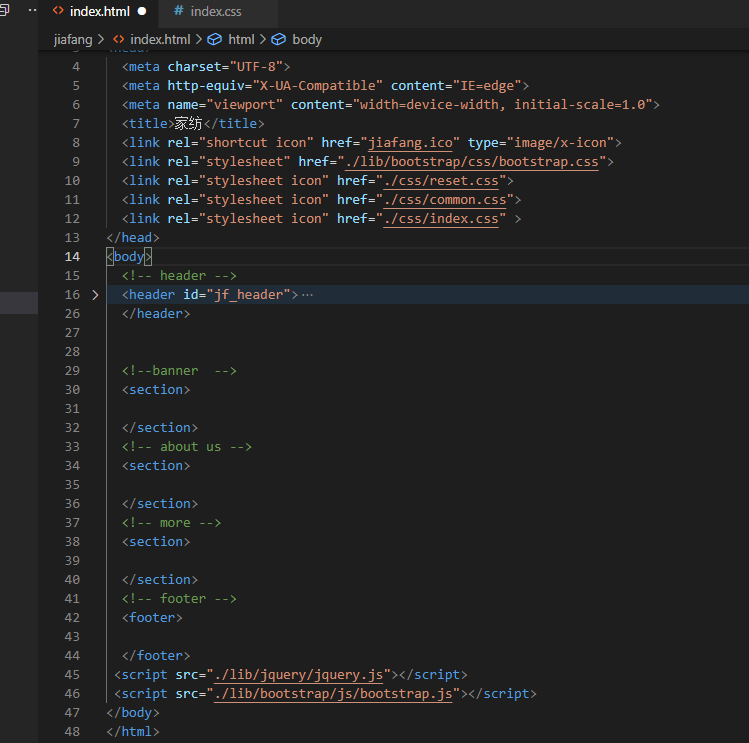 index.html ● # index.css
jiafang > <> index.html > html > body
4 <meta charset="UTF-8">
5 <meta http-equiv="X-UA-Compatible" content="IE=edge">
6 <meta name="viewport" content="width=device-width, initial-scale=1.0">
7 <title>家纺</title>
8 <link rel="shortcut icon" href="jiafang.ico" type="image/x-icon">
9 <link rel="stylesheet" href="./lib/bootstrap/css/bootstrap.css">
10 <link rel="stylesheet icon" href="./css/reset.css">
11 <link rel="stylesheet icon" href="./css/common.css">
12 <link rel="stylesheet icon" href="./css/index.css" >
13 </head>
14 <body>
15 <!-- header -->
16 <header id="jf_header">…
26 </header>
27
28
29 <!--banner  -->
30 <section>
31
32 </section>
33 <!-- about us -->
34 <section>
35
36 </section>
37 <!-- more -->
38 <section>
39
40 </section>
41 <!-- footer -->
42 <footer>
43
44 </footer>
45 <script src="./lib/jquery/jquery.js"></script>
46 <script src="./lib/bootstrap/js/bootstrap.js"></script>
47 </body>
48 </html>